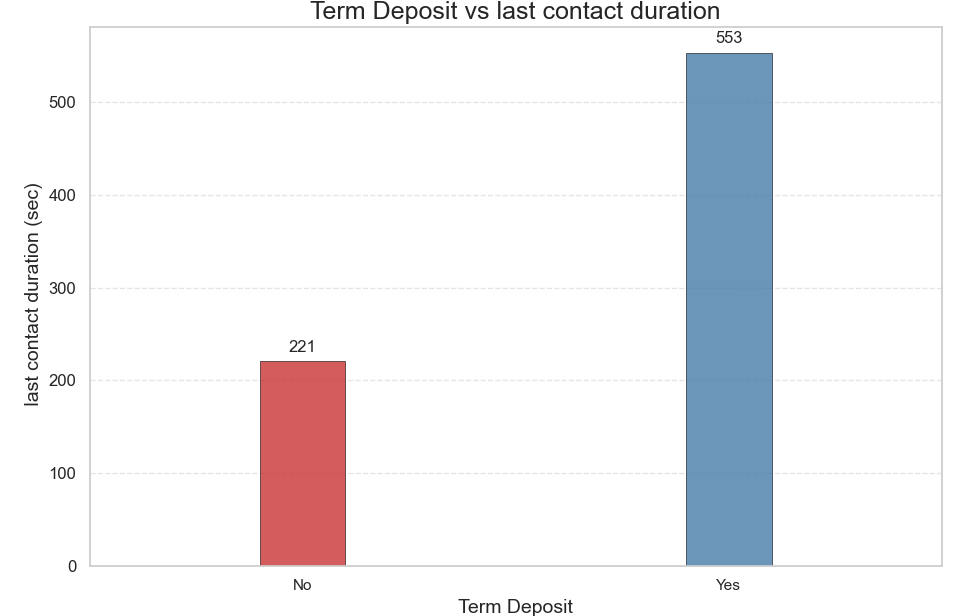 Term Deposit vs last contact duration
553
500
400
300
221
200
100
0
last contact duration (sec)
No
Yes
Term Deposit